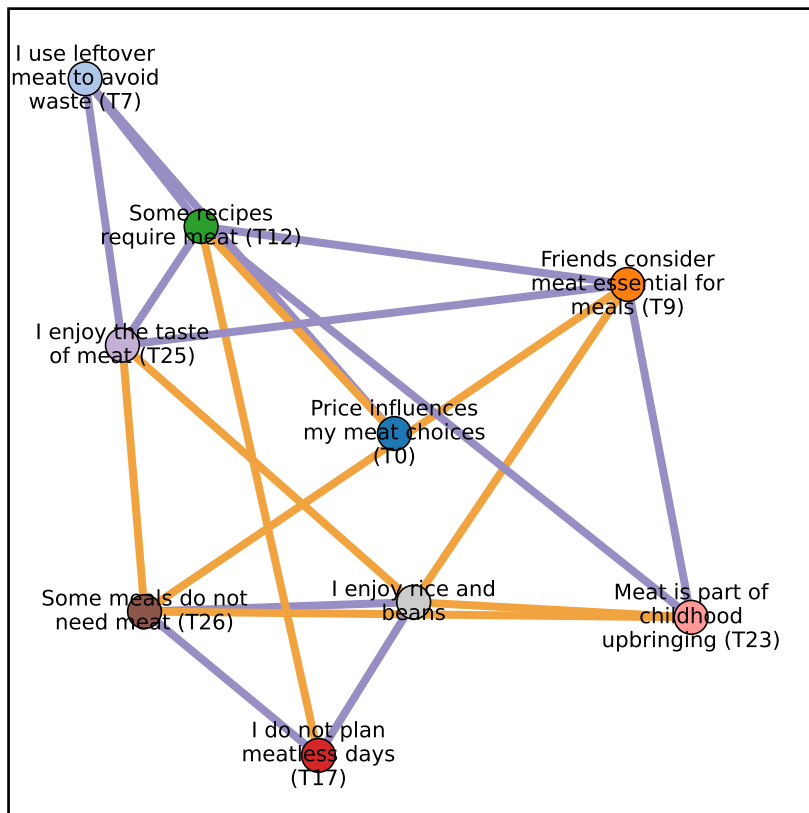 I use leftover
meat to avoid
waste (T7)
Some recipes
require meat (T12)
Friends consider
meat essential for
meals (T9)
I enjoy the taste
of meat (T25)
Price influences
my meat choices
(T0)
I enjoy rice and
beans
Some meals do not
need meat (T26)
Meat is part of
childhood
upbringing (T23)
I do not plan
meatless days
(T17)